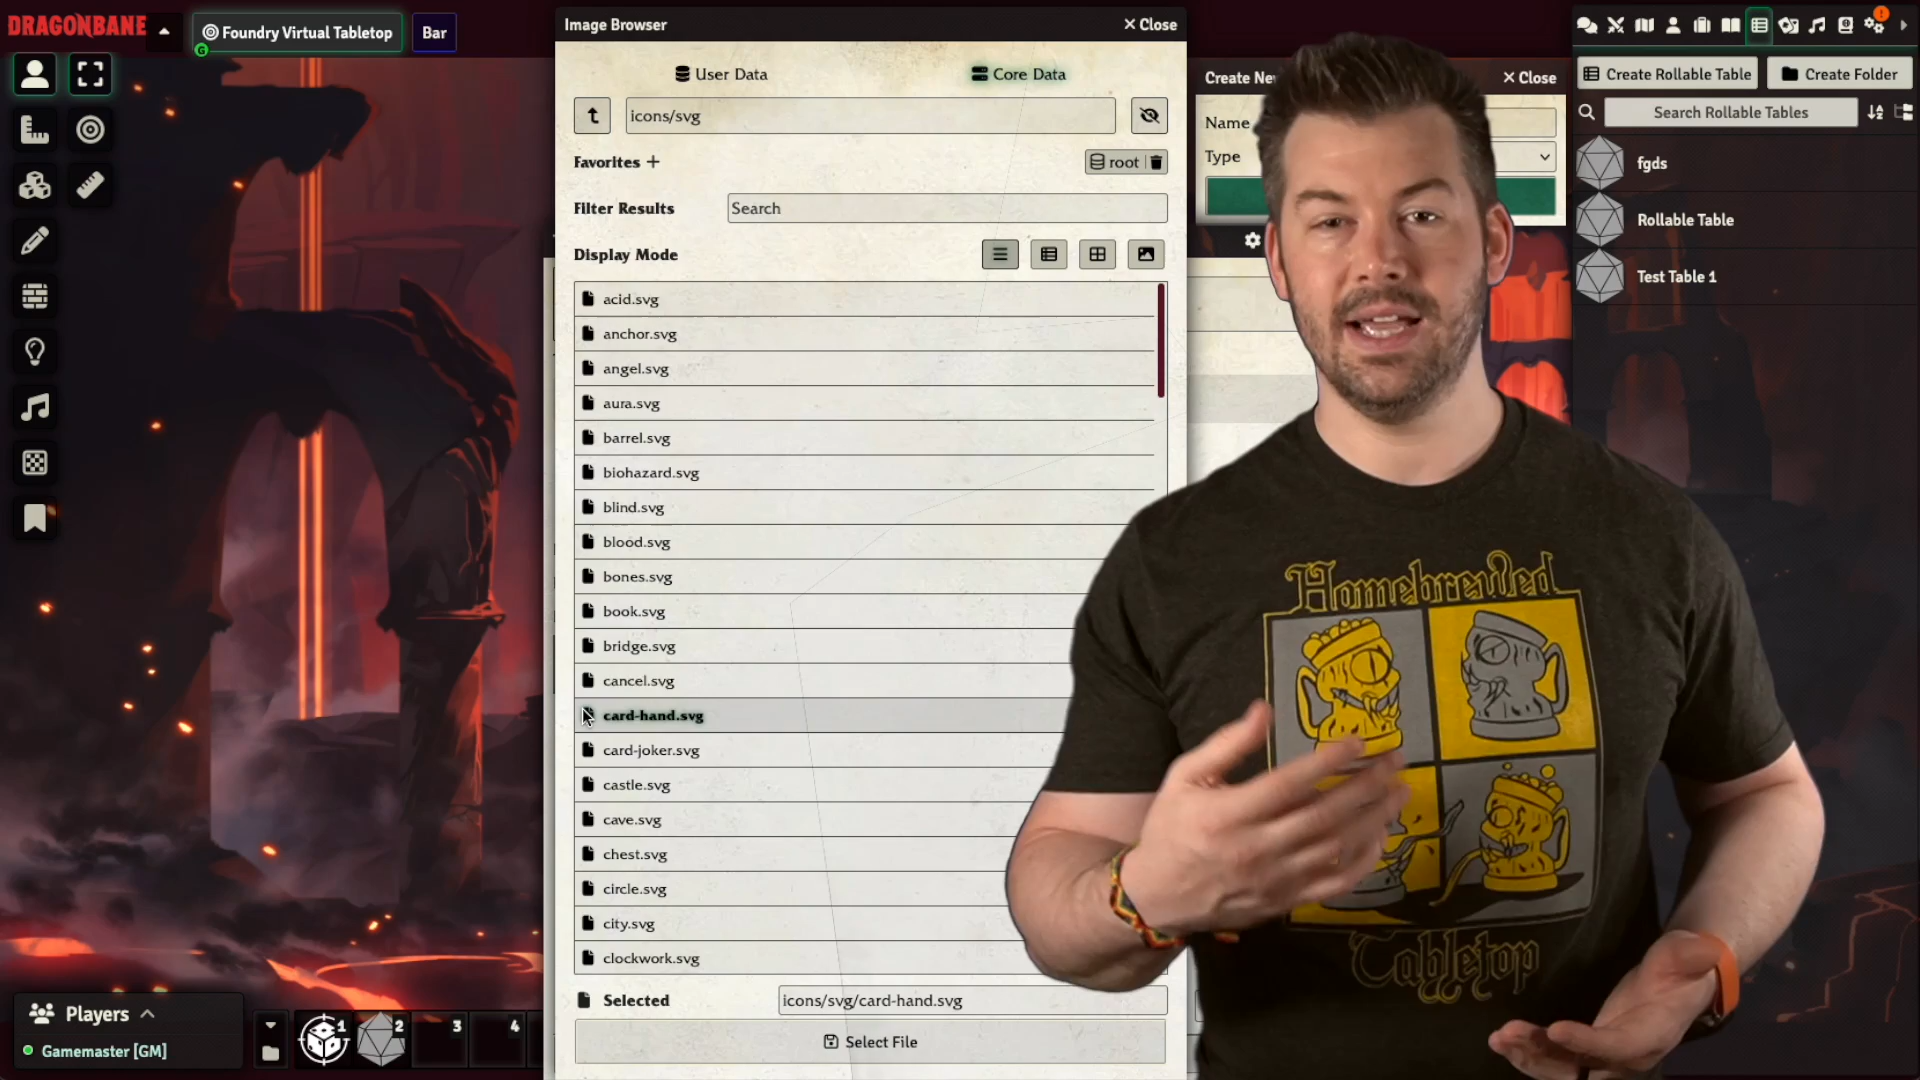 DRAGONBANE
Foundry Virtual Tabletop
G
Bar
Image Browser
Close
User Data
Core Data
icons/svg
Favorites
root
Filter Results
Search
Display Mode
acid.svg
anchor.svg
angel.svg
aura.svg
barrel.svg
biohazard.svg
blind.svg
blood.svg
bones.svg
book.svg
bridge.svg
cancel.svg
card-hand.svg
card-joker.svg
castle.svg
cave.svg
chest.svg
circle.svg
city.svg
clockwork.svg
Selected
icons/svg/card-hand.svg
Select File
Create
Close
Name
Type
Create Rollable Table
Create Folder
Search Rollable Tables
fgds
Rollable Table
Test Table 1
Homebrewed
Tabletop
Players
Gamemaster [GM]
1
2
3
4